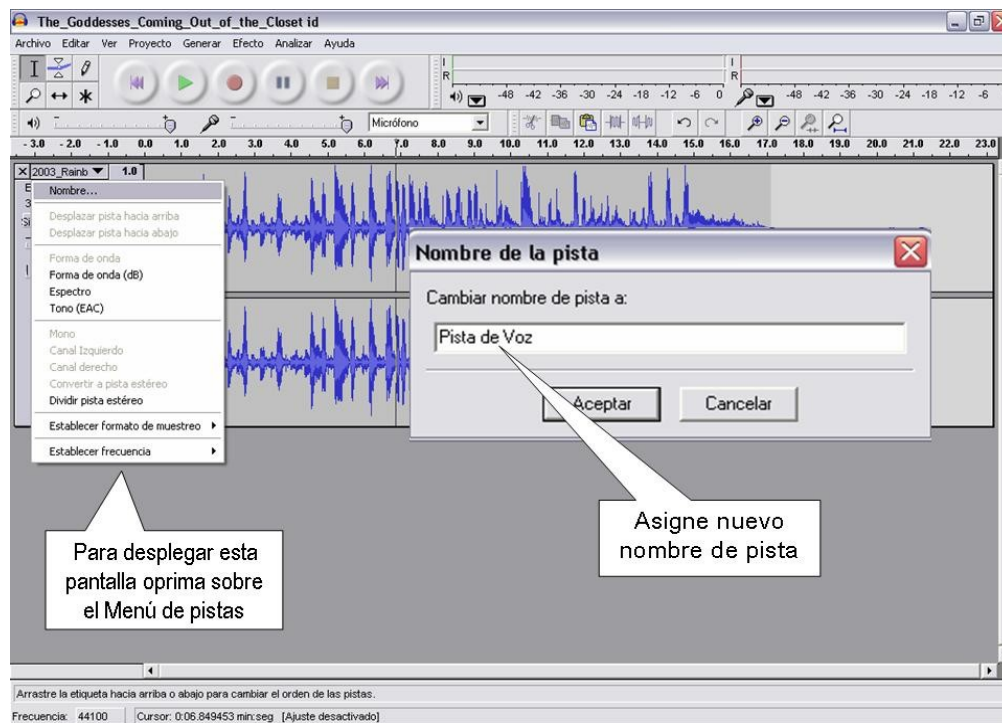 The_Goddesses_Coming_Out_of_the_Closet id
Archivo Editar Ver Proyecto Generar Efecto Analizar Ayuda
I
R
-48 -42 -36 -30 -24 -18 -12 -6 0
I
R
-48 -42 -36 -30 -24 -18 -12 -6
Micrófono
- 3.0 - 2.0 - 1.0 0.0 1.0 2.0 3.0 4.0 5.0 6.0 7.0 8.0 9.0 10.0 11.0 12.0 13.0 14.0 15.0 16.0 17.0 18.0 19.0 20.0 21.0 22.0 23.0
2003_Rainb 1.0
Nombre...
Desplazar pista hacia arriba
Desplazar pista hacia abajo
Forma de onda
Forma de onda (dB)
Espectro
Tono (EAC)
Mono
Canal Izquierdo
Canal derecho
Convertir a pista estéreo
Dividir pista estéreo
Establecer formato de muestreo
Establecer frecuencia
Nombre de la pista
Cambiar nombre de pista a:
Pista de Voz
Aceptar Cancelar
Asigne nuevo
nombre de pista
Para desplegar esta
pantalla oprima sobre
el Menú de pistas
Arrastre la etiqueta hacia arriba o abajo para cambiar el orden de las pistas.
Frecuencia: 44100 Cursor: 0:06.849453 min:seg [Ajuste desactivado]